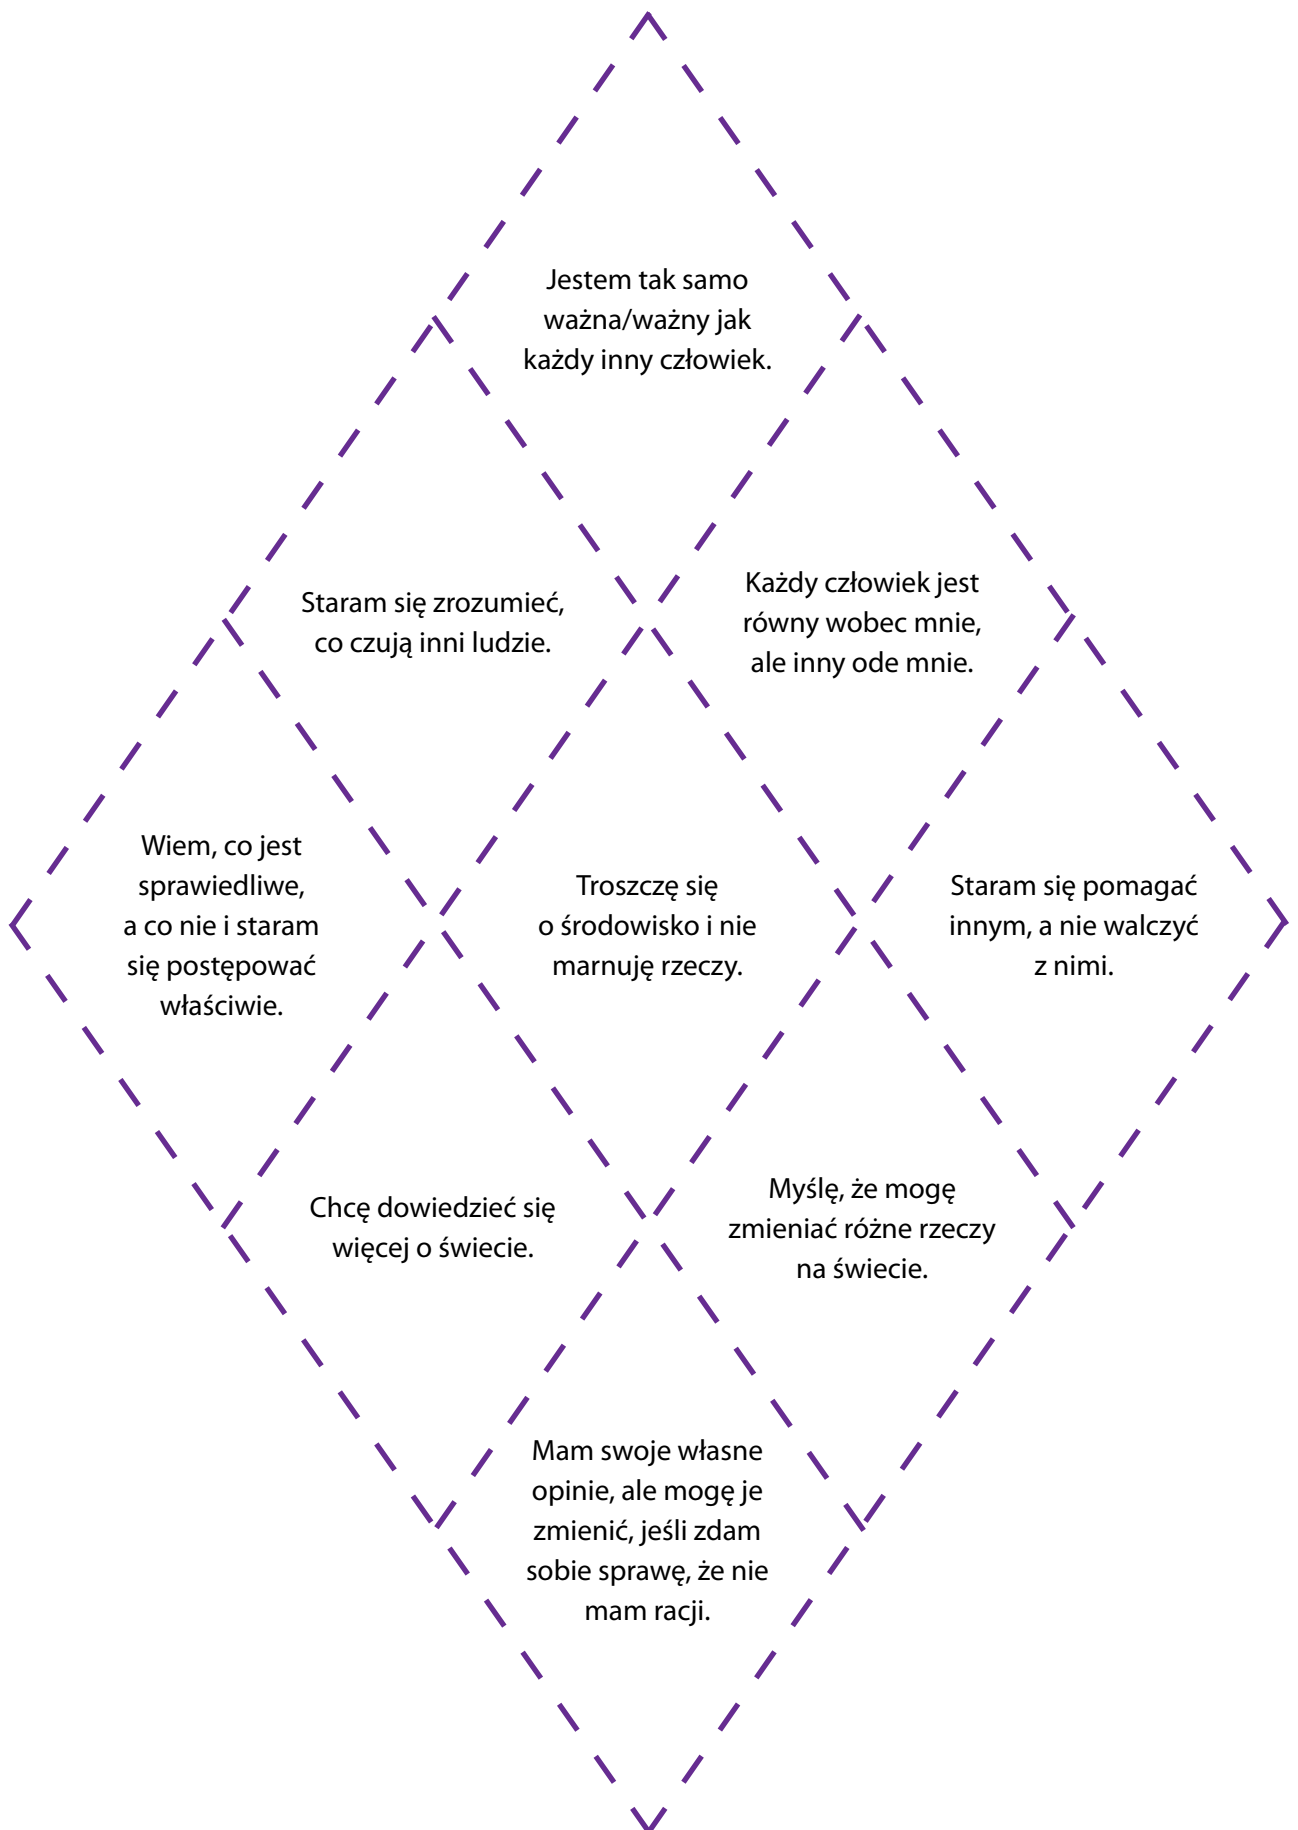 Jestem tak samo
ważna/ważny jak
każdy inny człowiek.
Staram się zrozumieć,
co czują inni ludzie.
Każdy człowiek jest
równy wobec mnie,
ale inny ode mnie.
Wiem, co jest
sprawiedliwe,
a co nie i staram
się postępować
właściwie.
Troszczę się
o środowisko i nie
marnuję rzeczy.
Staram się pomagać
innym, a nie walczyć
z nimi.
Chcę dowiedzieć się
więcej o świecie.
Myślę, że mogę
zmieniać różne rzeczy
na świecie.
Mam swoje własne
opinie, ale mogę je
zmienić, jeśli zdam
sobie sprawę, że nie
mam racji.